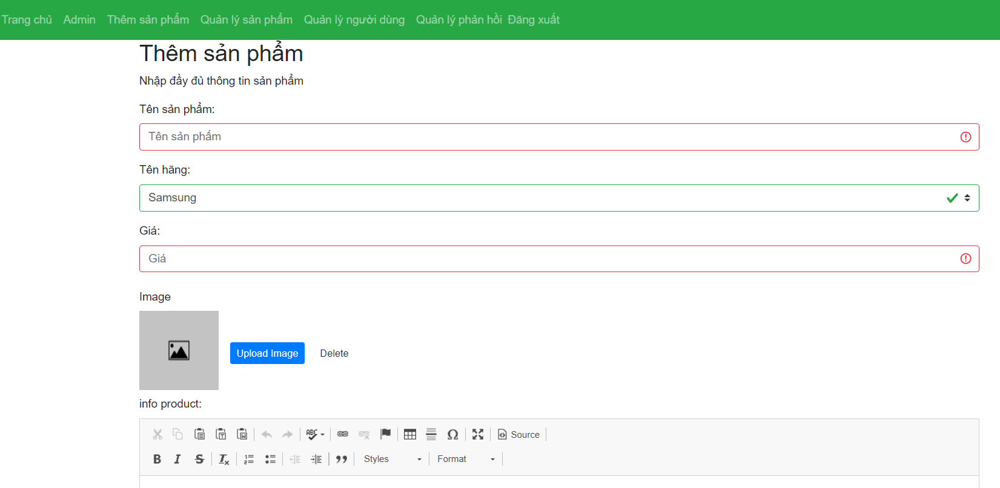 Trang chủ Admin Thêm sản phẩm Quản lý sản phẩm Quản lý người dùng Quản lý phản hồi Đăng xuất
Thêm sản phẩm
Nhập đầy đủ thông tin sản phẩm
Tên sản phẩm:
Tên sản phẩm
Tên hãng:
Samsung
Giá:
Giá
Image
Upload Image Delete
info product:
ABC Source
B I S Styles Format